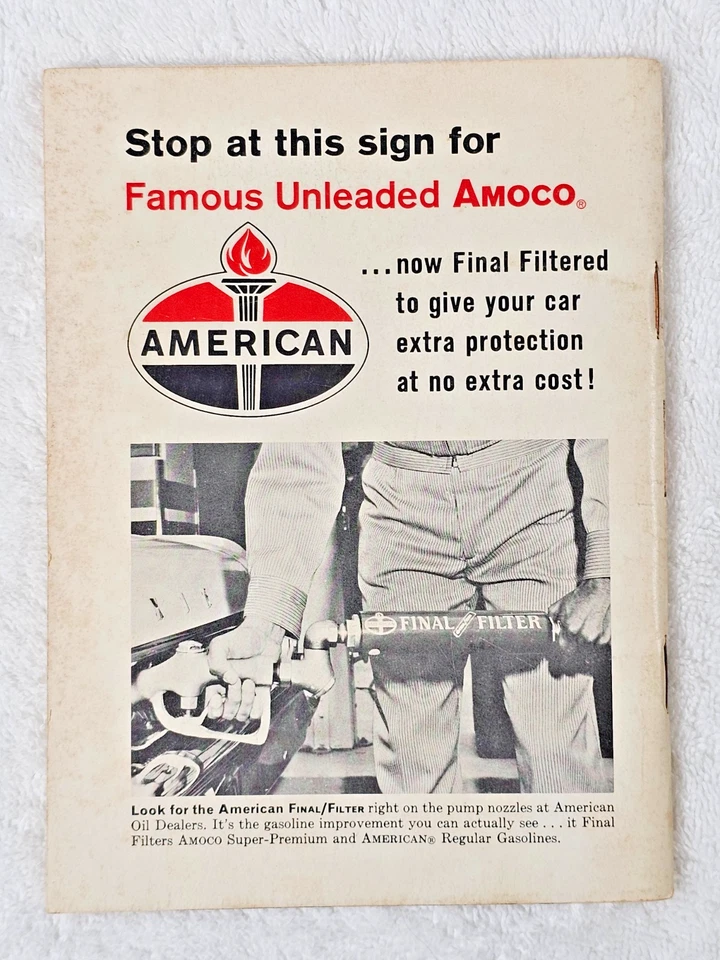 Stop at this sign for
Famous Unleaded AMOCO®
...now Final Filtered
to give your car
extra protection
at no extra cost!
AMERICAN
FINAL/FILTER
Look for the American FINAL/FILTER right on the pump nozzles at American
Oil Dealers. It's the gasoline improvement you can actually see . . . it Final
Filters AMOCO Super-Premium and AMERICAN® Regular Gasolines.